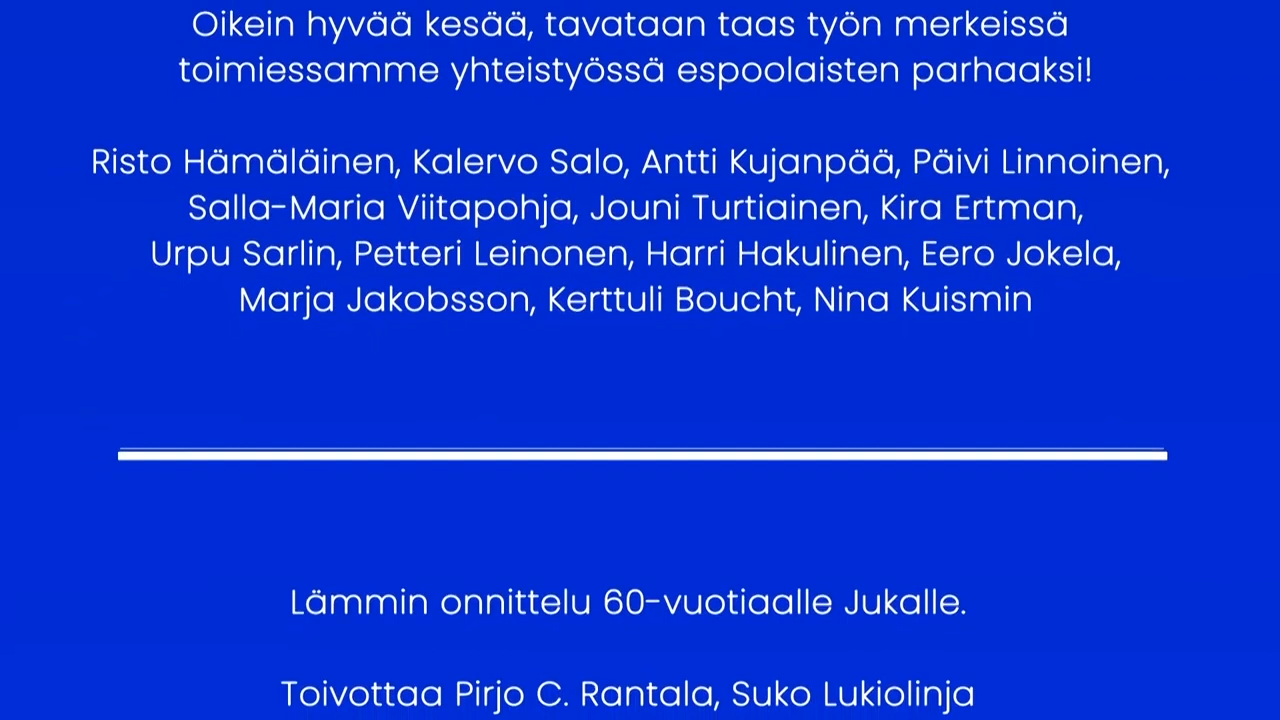 Oikein hyvää kesää, tavataan taas työn merkeissä
toimiessamme yhteistyössä espoolaisten parhaaksi!
Risto Hämäläinen, Kalervo Salo, Antti Kujanpää, Päivi Linnoinen,
Salla-Maria Viitapohja, Jouni Turtiainen, Kira Ertman,
Urpu Sarlin, Petteri Leinonen, Harri Hakulinen, Eero Jokela,
Marja Jakobsson, Kerttuli Boucht, Nina Kuismin
Lämmin onnittelu 60-vuotiaalle Jukalle.
Toivottaa Pirjo C. Rantala, Suko Lukiolinja